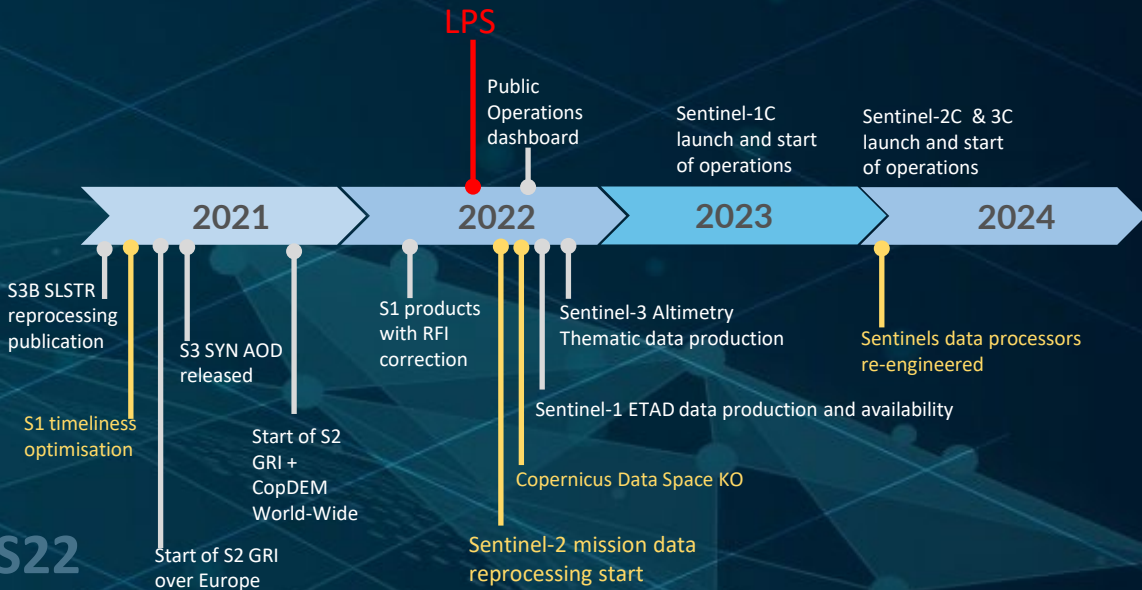 LPS
Public
Operations
dashboard
Sentinel-1C
launch and start
of operations
Sentinel-2C & 3C
launch and start
of operations
2021
2022
2023
2024
S3B SLSTR
reprocessing
publication
S1 timeliness
optimisation
Start of S2 GRI
over Europe
S3 SYN AOD
released
Start of S2
GRI +
CopDEM
World-Wide
S1 products
with RFI
correction
Sentinel-2 mission data
reprocessing start
Copernicus Data Space KO
Sentinel-1 ETAD data production and availability
Sentinel-3 Altimetry
Thematic data production
Sentinels data processors
re-engineered
S22